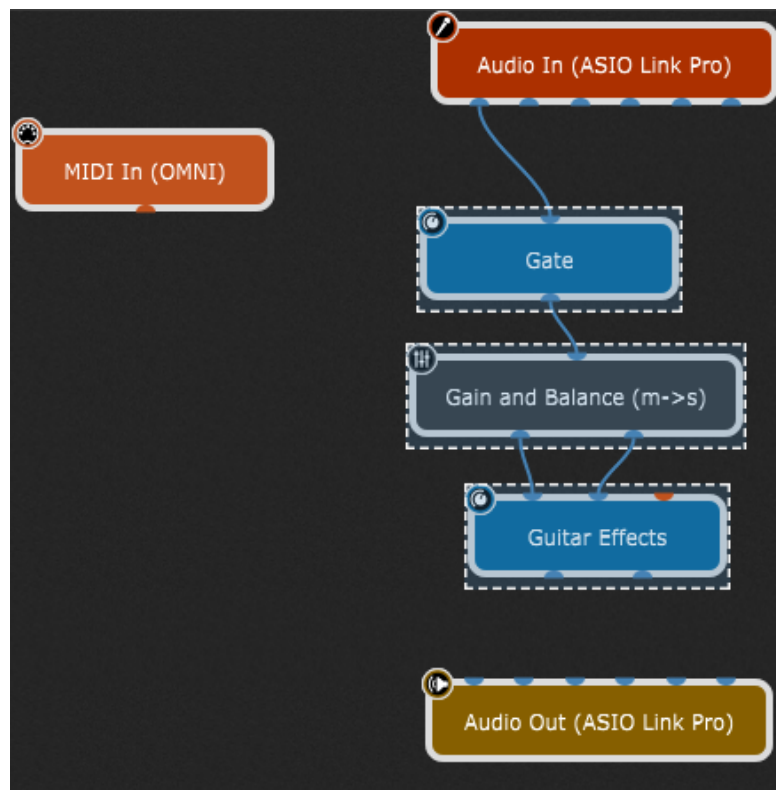 Audio In (ASIO Link Pro)
MIDI In (OMNI)
Gate
Gain and Balance (m->s)
Guitar Effects
Audio Out (ASIO Link Pro)